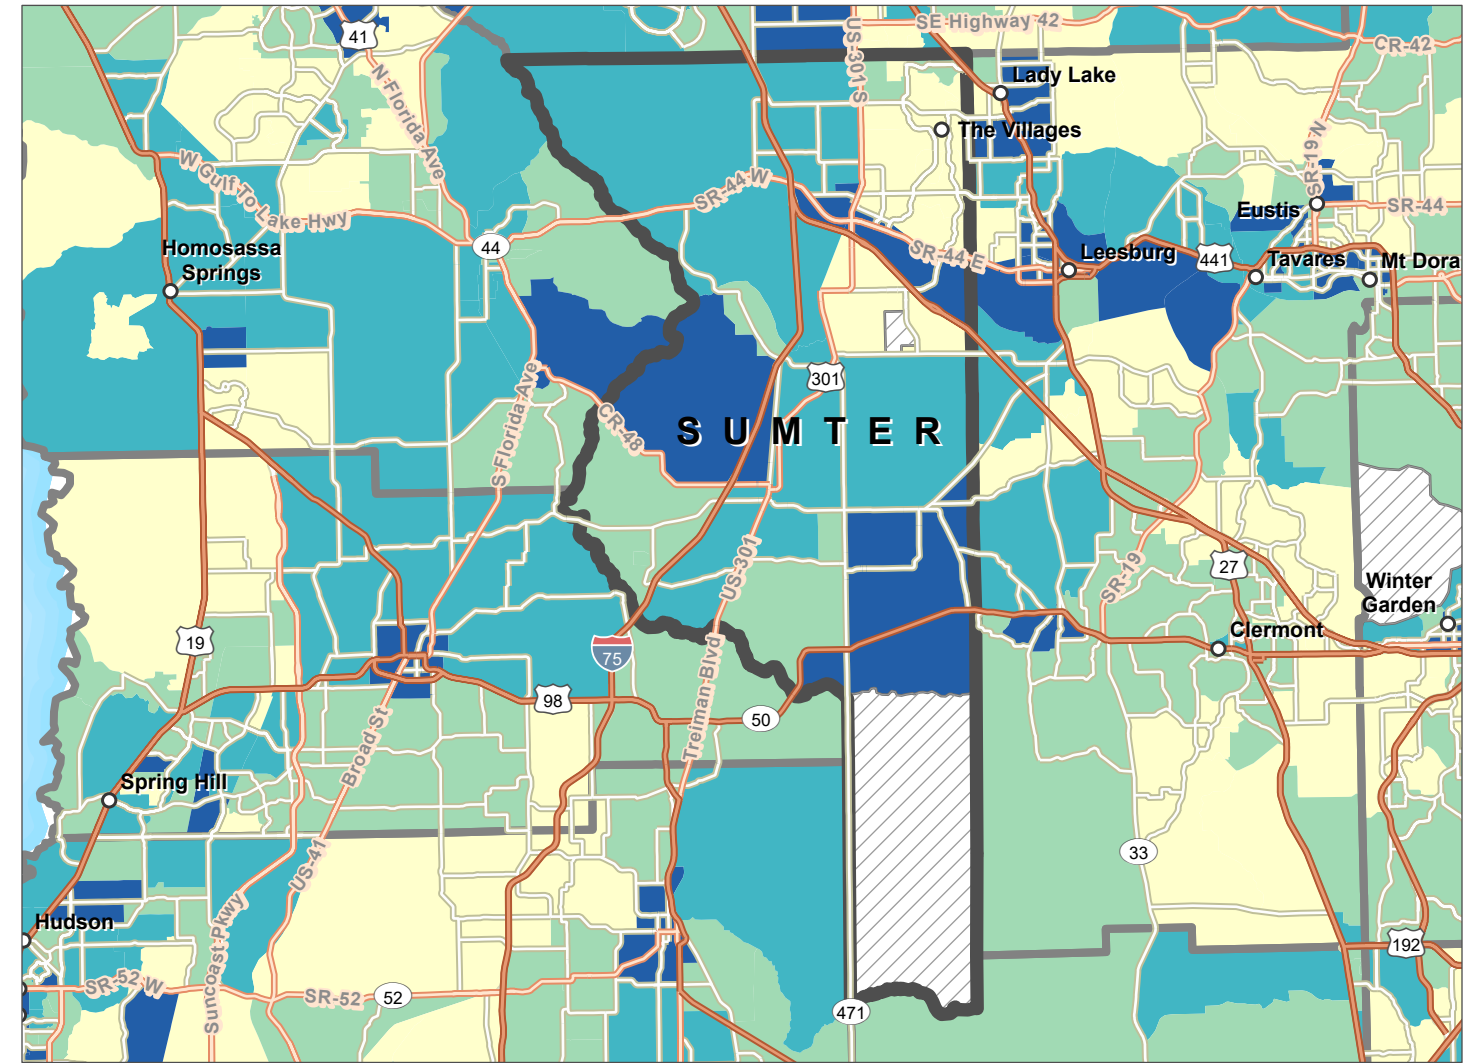 SE Highway 42
41
US-301 S
CR-42
N Florida Ave
Lady Lake
The Villages
SR-19 N
W Gulf To Lake Hwy
SR-44 W
Eustis
SR-44
Homosassa
Springs
44
SR-44 E
Leesburg
441
Tavares
Mt Dora
301
S Florida Ave
CR-48
SUMTER
US-301
SR-19
27
Winter
Garden
19
75
Clermont
98
50
Treiman Blvd
Broad St
Spring Hill
33
US-41
Hudson
Suncoast Pkwy
192
SR-52 W
SR-52
52
471